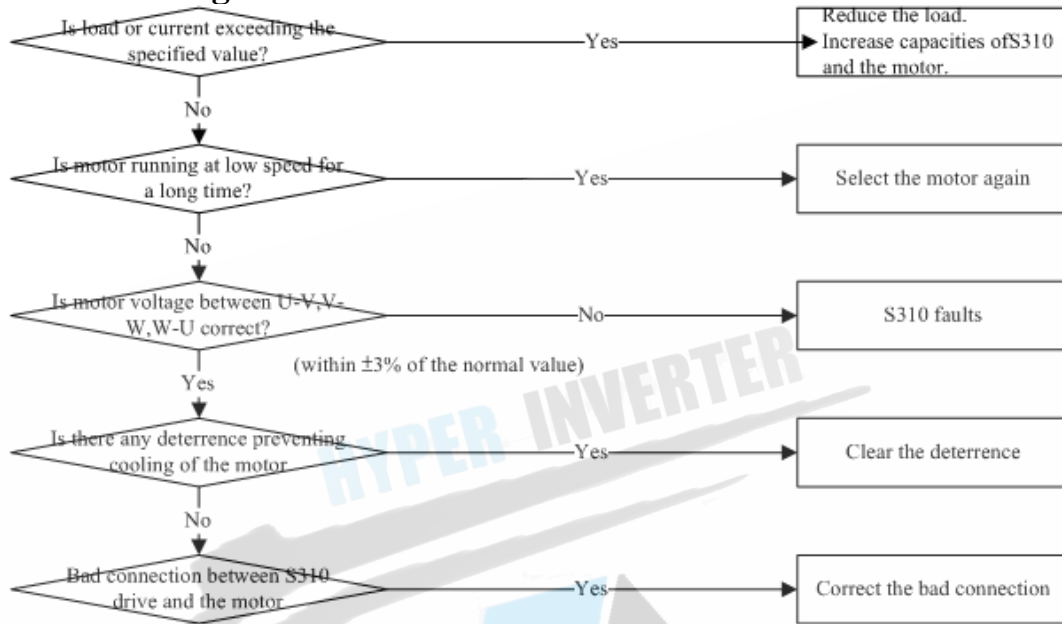 Is load or current exceeding the
specified value?
Yes
Reduce the load.
Increase capacities ofS310
and the motor.
No
Is motor running at low speed for
a long time?
Yes
Select the motor again
No
Is motor voltage between U-V,V-
W,W-U correct?
No
S310 faults
(within ±3% of the normal value)
Yes
HYPER INVERTER
Is there any deterrence preventing
cooling of the motor
Yes
Clear the deterrence
No
Bad connection between S310
drive and the motor
Yes
Correct the bad connection